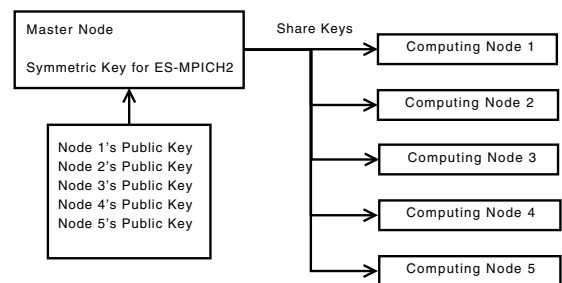 Master Node
Symmetric Key for ES-MPICH2
Share Keys
Computing Node 1
Computing Node 2
Computing Node 3
Computing Node 4
Computing Node 5
Node 1's Public Key
Node 2's Public Key
Node 3's Public Key
Node 4's Public Key
Node 5's Public Key